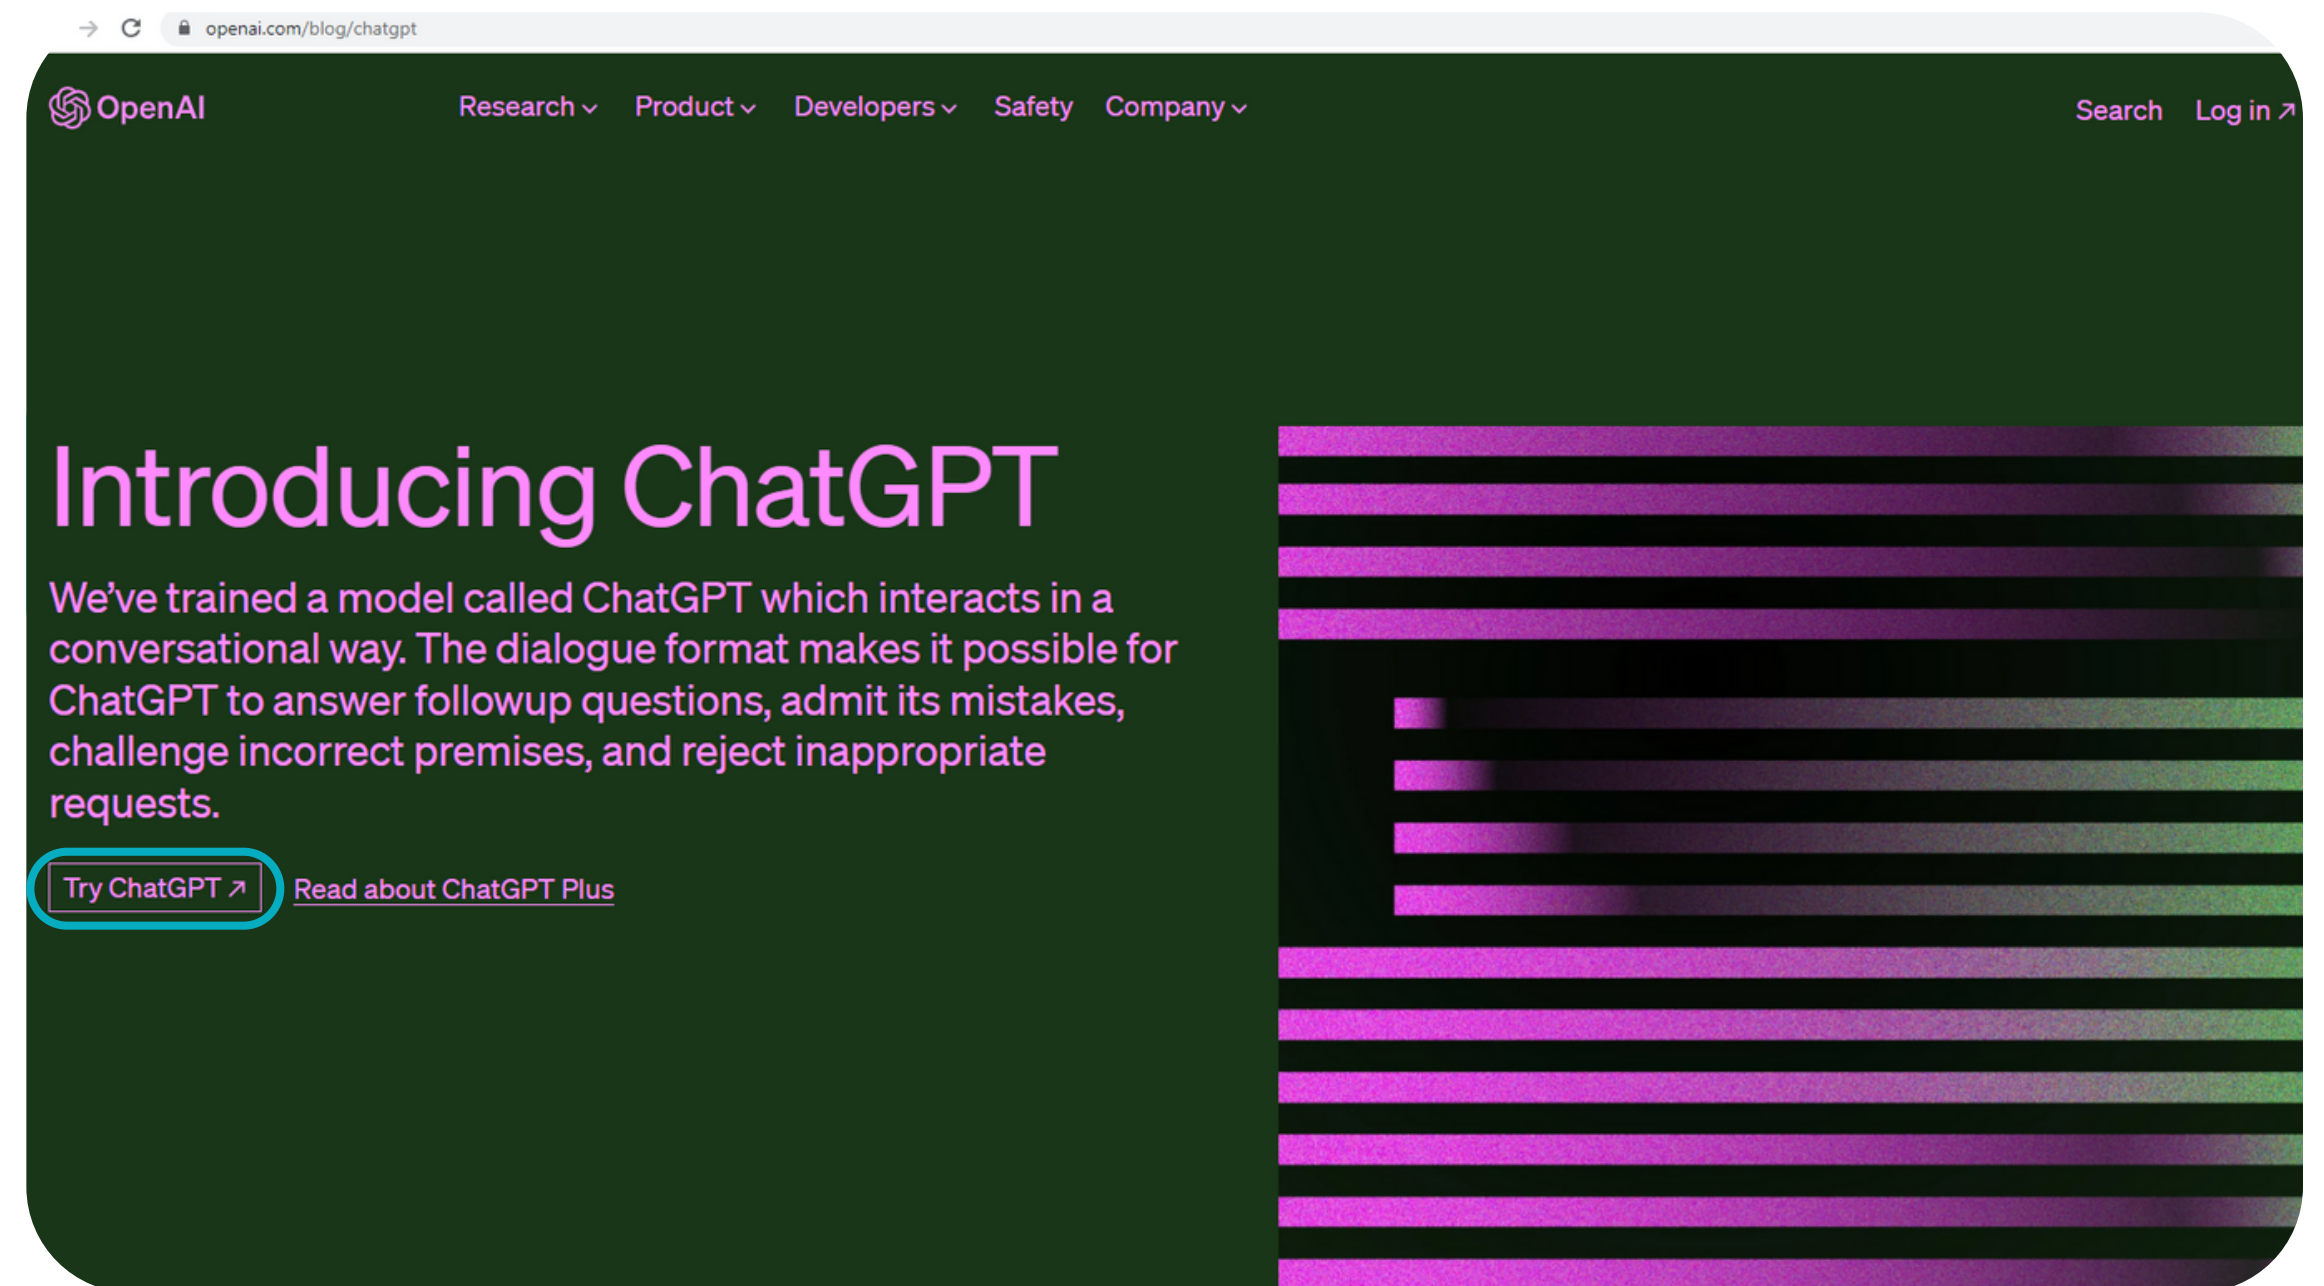 openai.com/blog/chatgpt
OpenAI Research Product Developers Safety Company Search Log in ↗
Introducing ChatGPT
We’ve trained a model called ChatGPT which interacts in a
conversational way. The dialogue format makes it possible for
ChatGPT to answer followup questions, admit its mistakes,
challenge incorrect premises, and reject inappropriate
requests.
Try ChatGPT ↗ Read about ChatGPT Plus